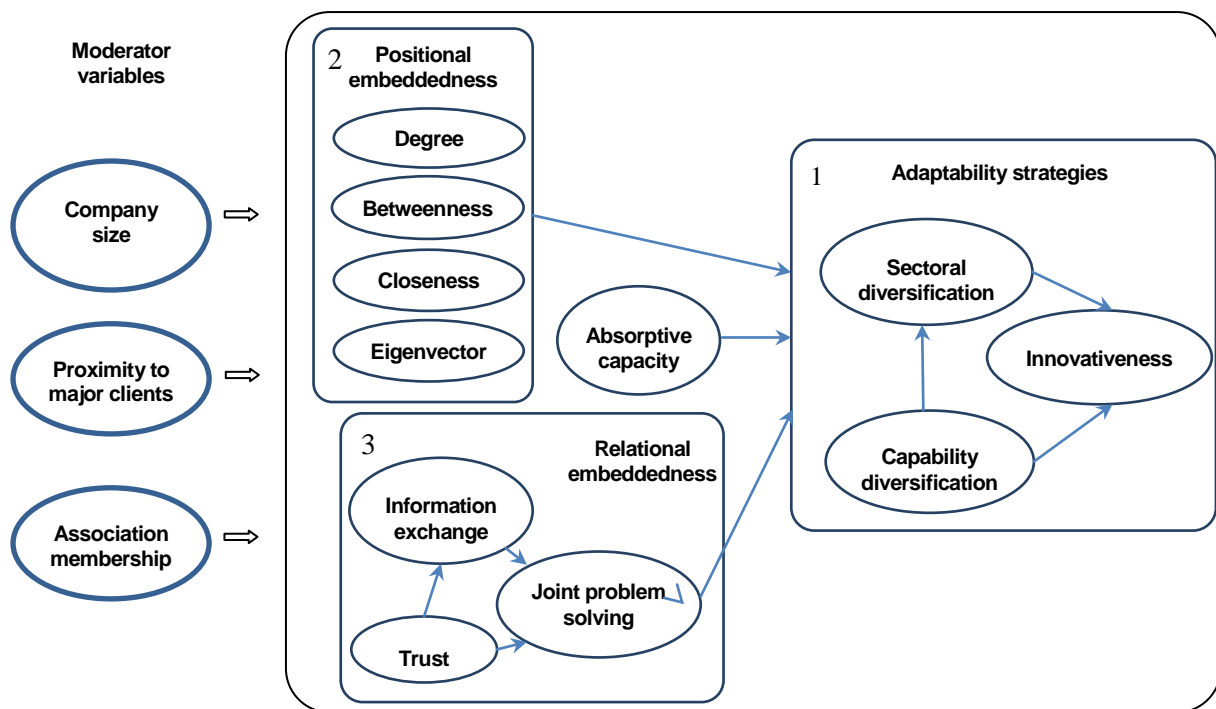 Moderator
variables
Company
size
Proximity to
major clients
Association
membership
2
Positional
embeddedness
Degree
Betweenness
Closeness
Eigenvector
Absorptive
capacity
3
Relational
embeddedness
Information
exchange
Joint problem
solving
Trust
1
Adaptability strategies
Sectoral
diversification
Innovativeness
Capability
diversification